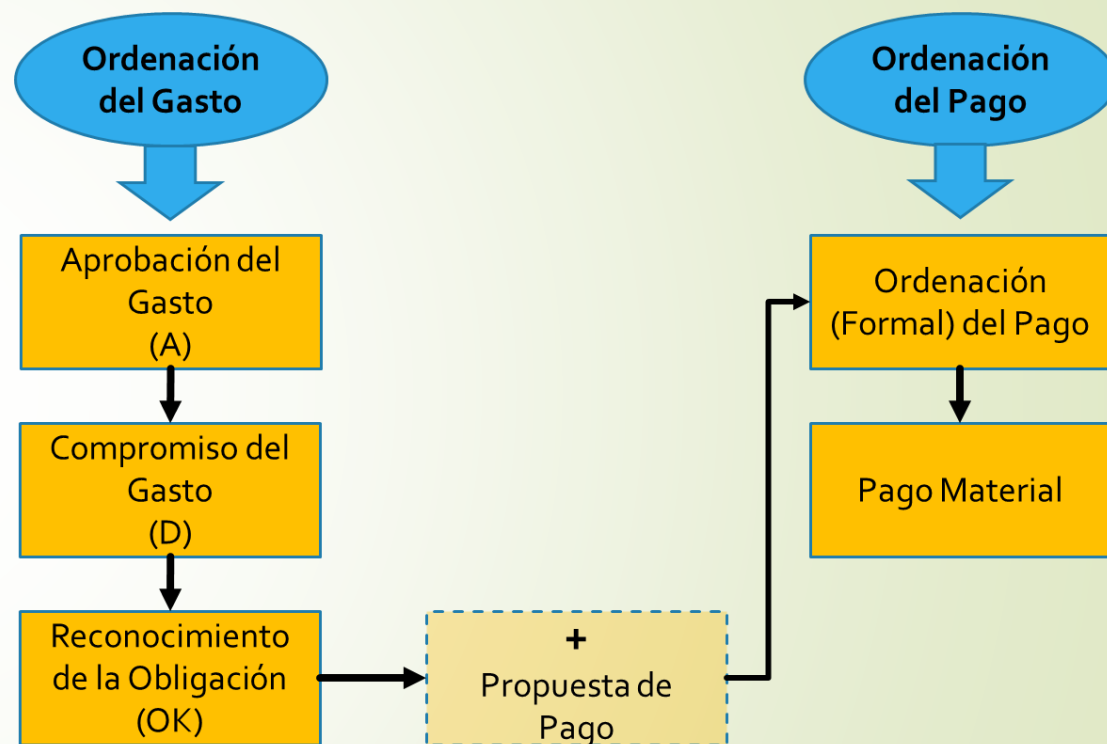 Ordenación
del Gasto
Aprobación del
Gasto
(A)
Compromiso del
Gasto
(D)
Reconocimiento
de la Obligación
(OK)
+
Propuesta de
Pago
Ordenación
del Pago
Ordenación
(Formal) del Pago
Pago Material